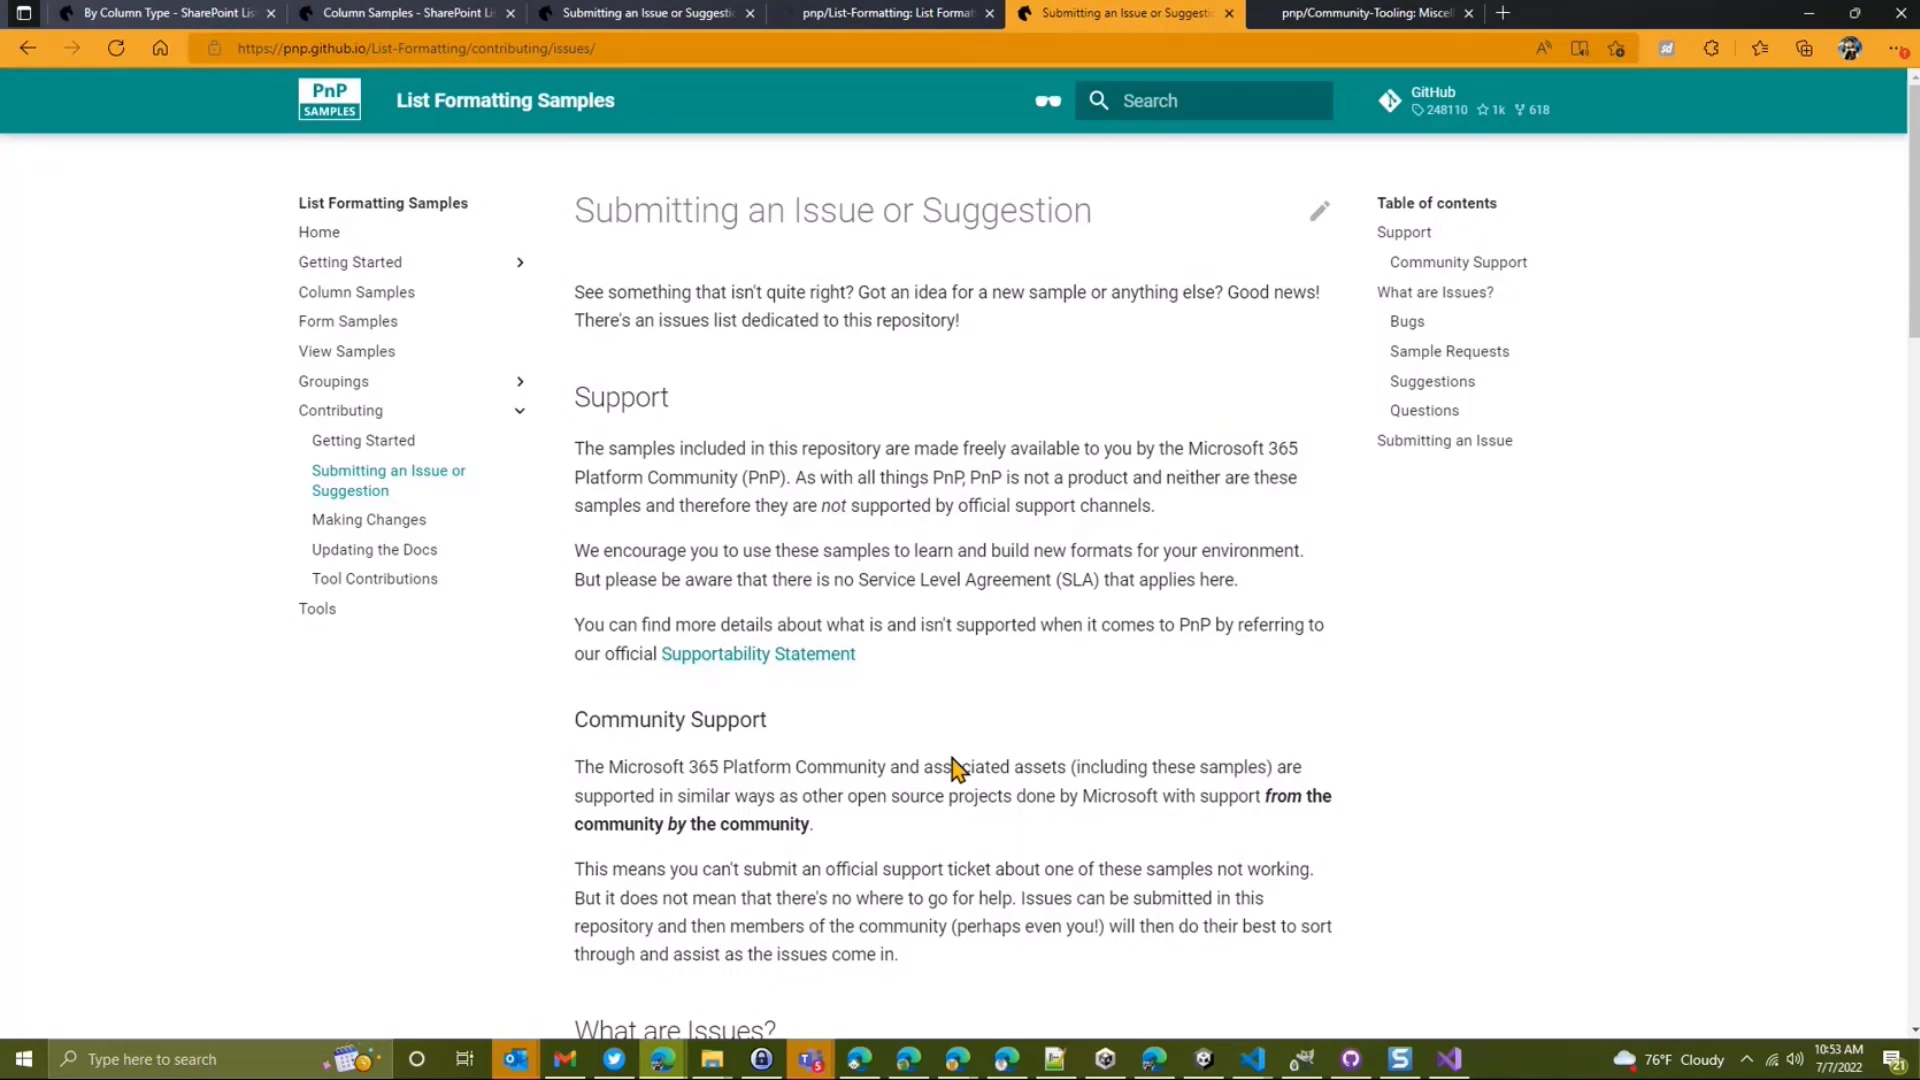 By Column Type - SharePoint Lis
Column Samples - SharePoint Li
Submitting an Issue or Suggesti
pnp/List-Formatting: List Format
Submitting an Issue or Suggesti
pnp/Community-Tooling: Miscel
https://pnp.github.io/List-Formatting/contributing/issues/
PnP
SAMPLES
List Formatting Samples
Search
GitHub
248110 1k 618
List Formatting Samples
Home
Getting Started
Column Samples
Form Samples
View Samples
Groupings
Contributing
Getting Started
Submitting an Issue or
Suggestion
Making Changes
Updating the Docs
Tool Contributions
Tools
Submitting an Issue or Suggestion
See something that isn't quite right? Got an idea for a new sample or anything else? Good news!
There's an issues list dedicated to this repository!
Support
The samples included in this repository are made freely available to you by the Microsoft 365
Platform Community (PnP). As with all things PnP, PnP is not a product and neither are these
samples and therefore they are not supported by official support channels.
We encourage you to use these samples to learn and build new formats for your environment.
But please be aware that there is no Service Level Agreement (SLA) that applies here.
You can find more details about what is and isn't supported when it comes to PnP by referring to
our official Supportability Statement
Community Support
The Microsoft 365 Platform Community and associated assets (including these samples) are
supported in similar ways as other open source projects done by Microsoft with support from the
community by the community.
This means you can't submit an official support ticket about one of these samples not working.
But it does not mean that there's no where to go for help. Issues can be submitted in this
repository and then members of the community (perhaps even you!) will then do their best to sort
through and assist as the issues come in.
What are Issues?
Table of contents
Support
Community Support
What are Issues?
Bugs
Sample Requests
Suggestions
Questions
Submitting an Issue
Type here to search
76°F Cloudy
10:53 AM
7/7/2022
21